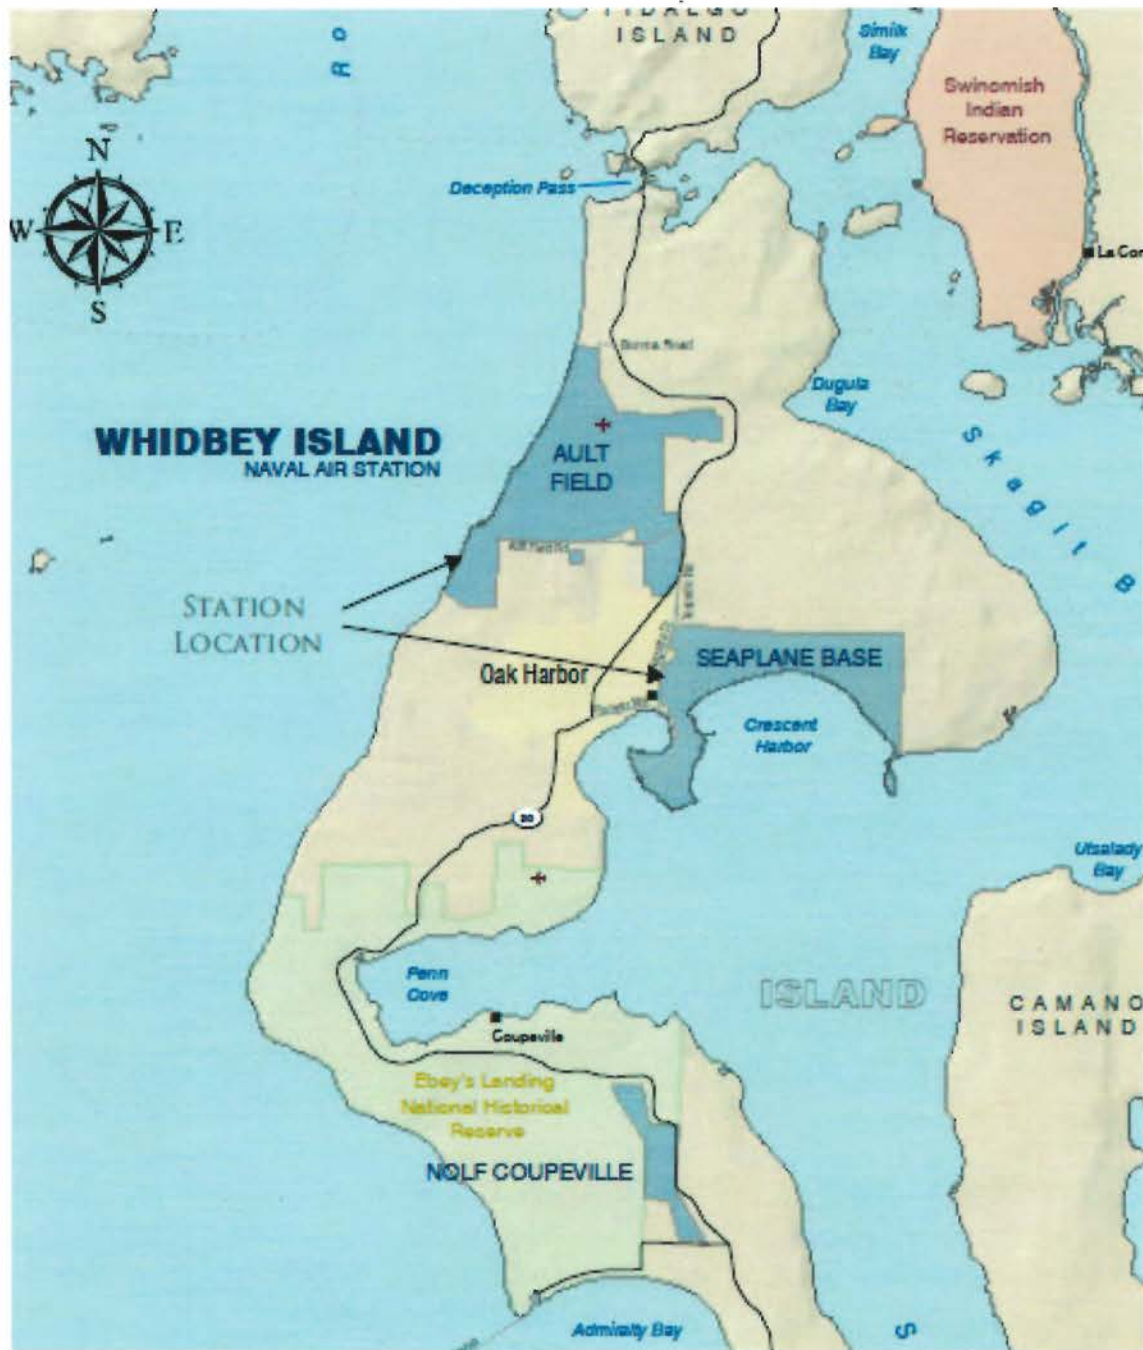 FIDALGO
ISLAND
Similk
Bay
Swinomish
Indian
Reservation
N
W
E
S
Deception Pass
La Con
Dugula
Bay
WHIDBEY ISLAND
NAVAL AIR STATION
AULT
FIELD
Skagit B
STATION
LOCATION
Oak Harbor
SEAPLANE BASE
Crescent
Harbor
20
Utsalady
Bay
Penn
Cove
ISLAND
CAMANO
ISLAND
Coupeville
Ebey's Landing
National Historical
Reserve
NOLF COUPEVILLE
Admiralty Bay
S